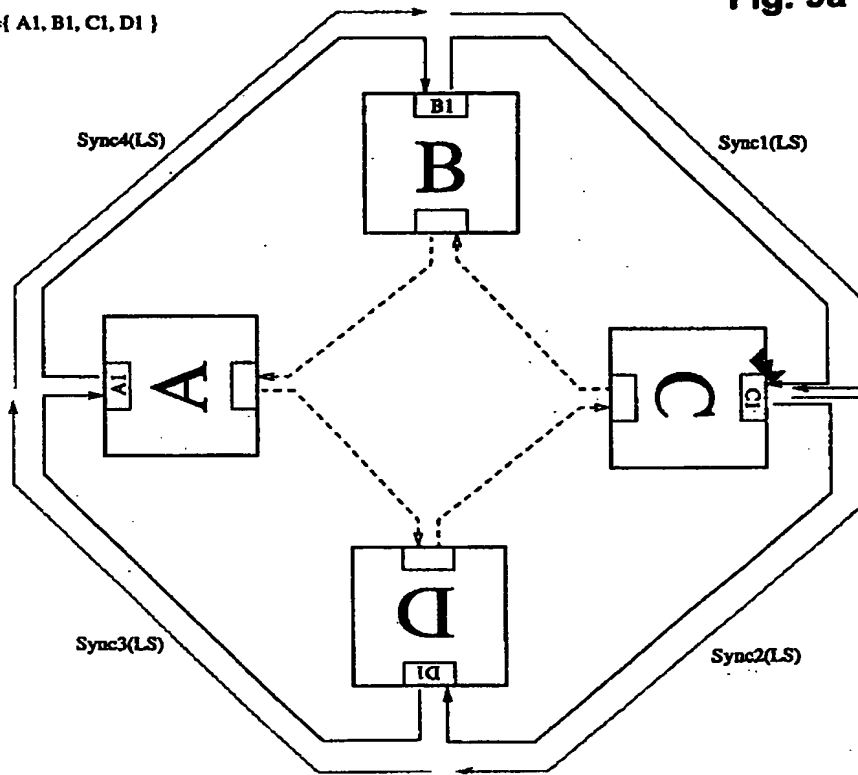 ={ A1, B1, C1, D1 }
B1
Sync4(LS)
Sync1(LS)
B
A1
A
C
C1
D
D1
Sync3(LS)
Sync2(LS)